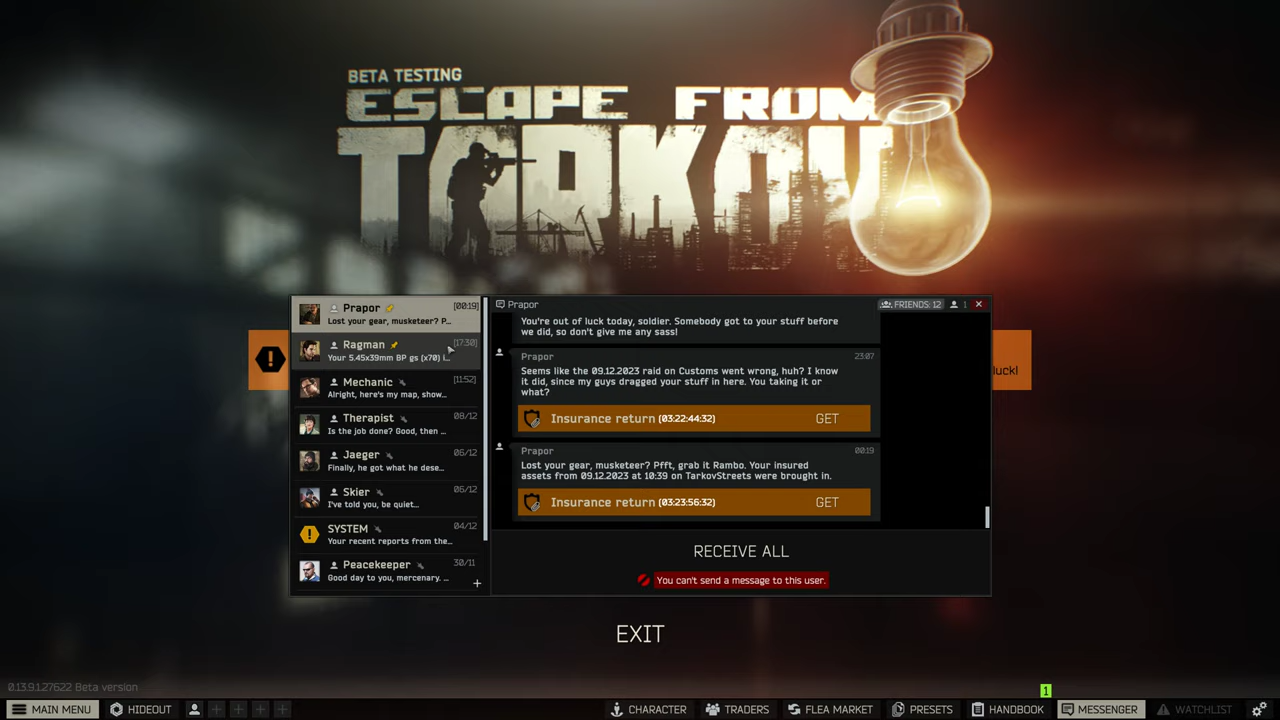 BETA TESTING
ESCAPE FROM
TARKOV
Prapor
[00:19]
Lost your gear, musketeer? P...
Ragman
[17:30]
Your 5.45x39mm BP gs (x70) i...
Mechanic
[11:52]
Alright, here's my map, show...
Therapist
08/12
Is the job done? Good, then ...
Jaeger
06/12
Finally, he got what he dese...
Skier
06/12
I've told you, be quiet...
SYSTEM
04/12
Your recent reports from the...
Peacekeeper
30/11
Good day to you, mercenary. ...
+
Prapor
FRIENDS: 12
1
You're out of luck today, soldier. Somebody got to your stuff before
we did, so don't give me any sass!
Prapor
23:07
Seems like the 09.12.2023 raid on Customs went wrong, huh? I know
it did, since my guys dragged your stuff in here. You taking it or
what?
Insurance return (03:22:44:32)
GET
Prapor
00:19
Lost your gear, musketeer? Pfft, grab it Rambo. Your insured
assets from 09.12.2023 at 10:39 on TarkovStreets were brought in.
Insurance return (03:23:56:32)
GET
RECEIVE ALL
You can't send a message to this user.
luck!
EXIT
0.13.9.1.27622 Beta version
1
MAIN MENU
HIDEOUT
CHARACTER
TRADERS
FLEA MARKET
PRESETS
HANDBOOK
MESSENGER
WATCHLIST